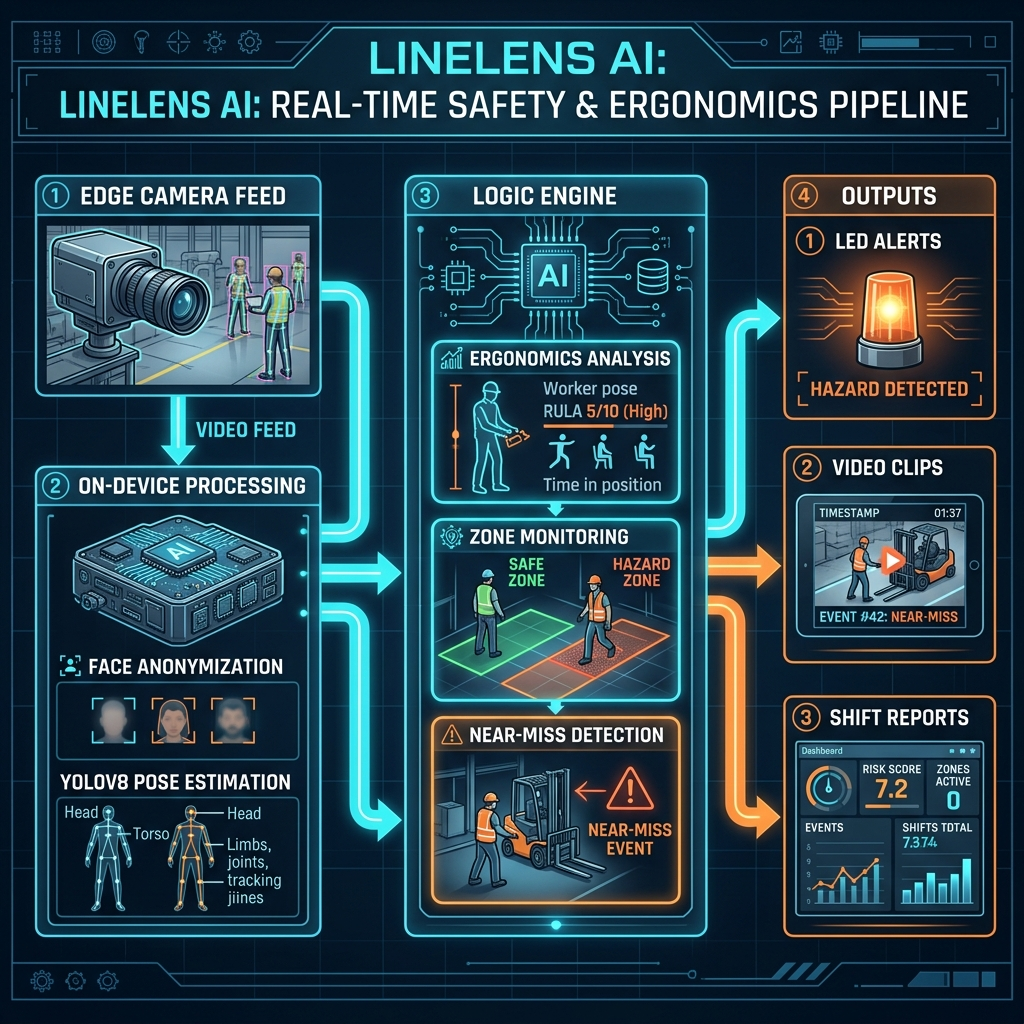 LINELENS AI:
LINELENS AI: REAL-TIME SAFETY & ERGONOMICS PIPELINE
1 EDGE CAMERA FEED
VIDEO FEED
2 ON-DEVICE PROCESSING
AI
FACE ANONYMIZATION
YOLOV8 POSE ESTIMATION
Head
Torso
Head
Limbs,
joints,
tracking
jiines
3 LOGIC ENGINE
AI
ERGONOMICS ANALYSIS
Worker pose
RULA 5/10 (High)
Time in position
ZONE MONITORING
SAFE
ZONE
HAZARD
ZONE
NEAR-MISS DETECTION
NEAR-MISS
EVENT
4 OUTPUTS
1 LED ALERTS
HAZARD DETECTED
2 VIDEO CLIPS
TIMESTAMP 01:37
EVENT #42: NEAR-MISS
3 SHIFT REPORTS
Dashbeerd
RISK SCORE
7.2
ZONES
ACTIVE
0
EVENTS
SHIFTS TDTAL